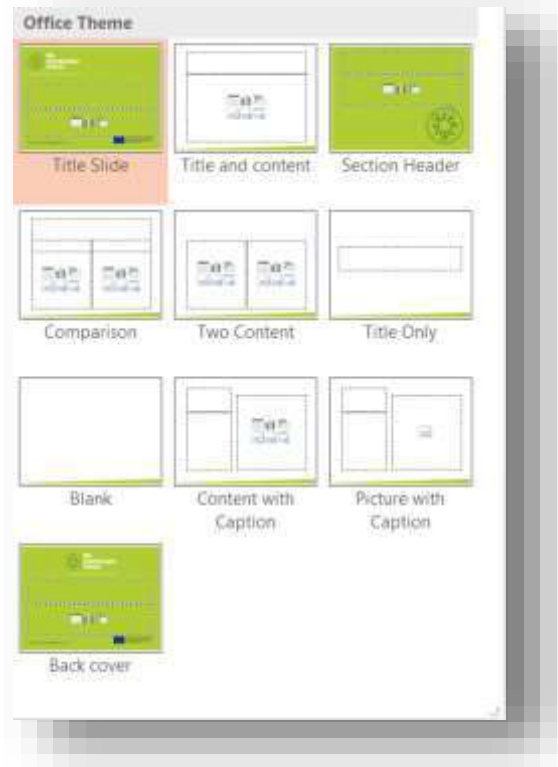 Office Theme
Title Slide
Title and content
Section Header
Comparison
Two Content
Title Only
Blank
Content with
Caption
Picture with
Caption
Back cover